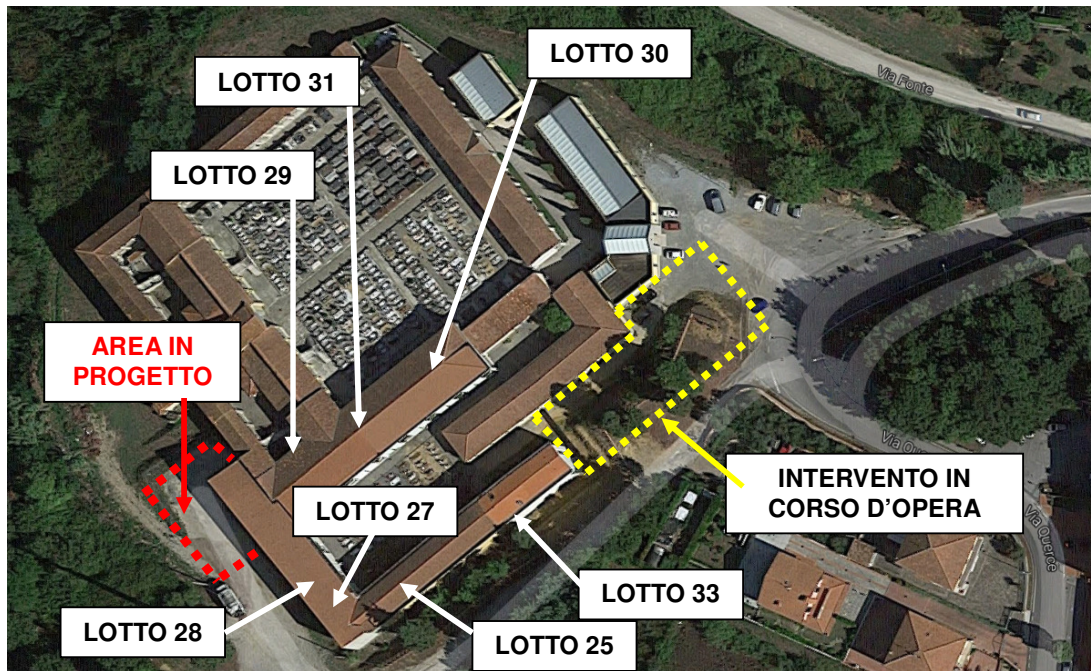 LOTTO 30
LOTTO 31
Via Fonte
LOTTO 29
AREA IN
PROGETTO
INTERVENTO IN
CORSO D'OPERA
LOTTO 27
Via Querce
LOTTO 33
LOTTO 28
LOTTO 25